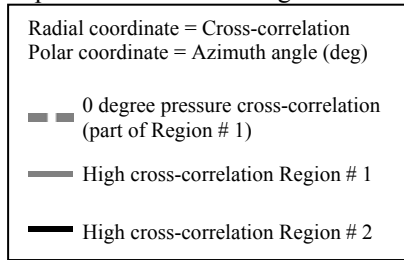 Radial coordinate = Cross-correlation
Polar coordinate = Azimuth angle (deg)
0 degree pressure cross-correlation
(part of Region # 1)
High cross-correlation Region # 1
High cross-correlation Region # 2